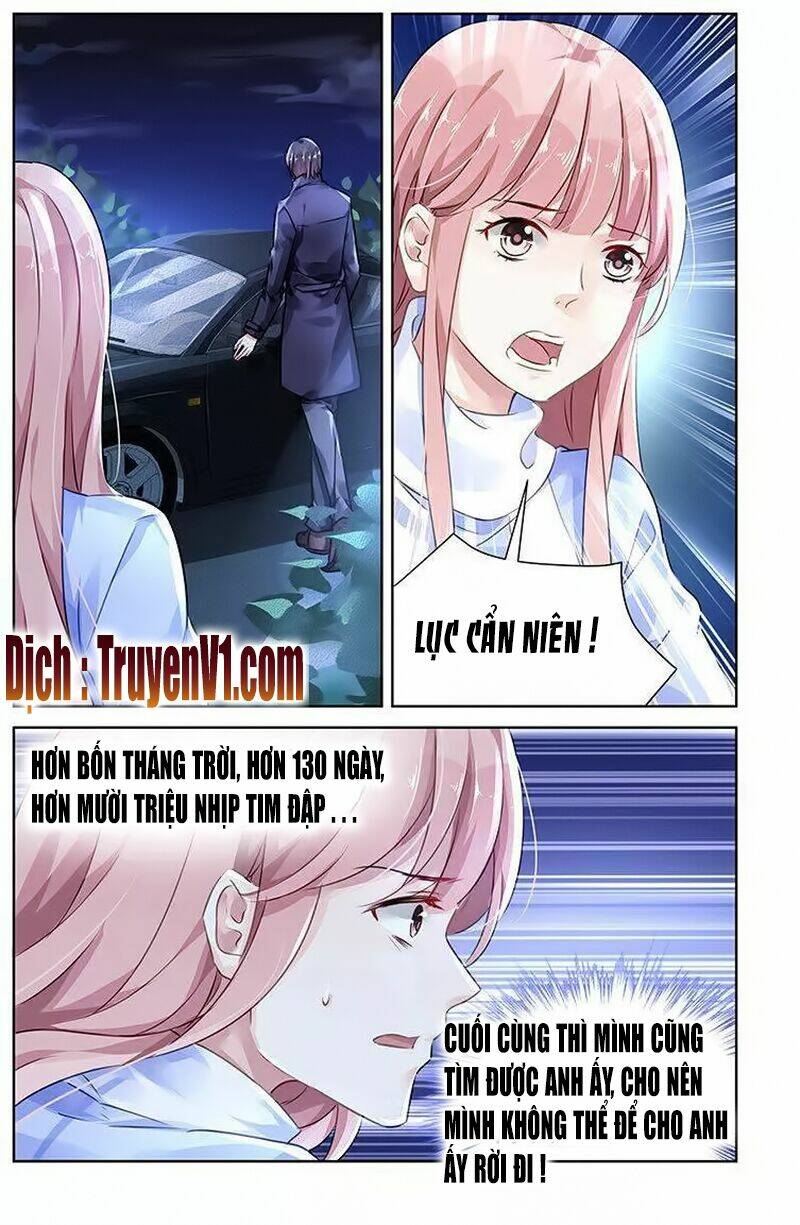 LỤC CẨN NIÊN !
Dịch : TruyenV1.com
HƠN BỐN THÁNG TRỜI, HƠN 130 NGÀY,
HƠN MƯỜI TRIỆU NHỊP TIM ĐẬP . . .
CUỐI CÙNG THÌ MÌNH CŨNG
TÌM ĐƯỢC ANH ẤY, CHO NÊN
MÌNH KHÔNG THỂ ĐỂ CHO ANH
ẤY RỜI ĐI !